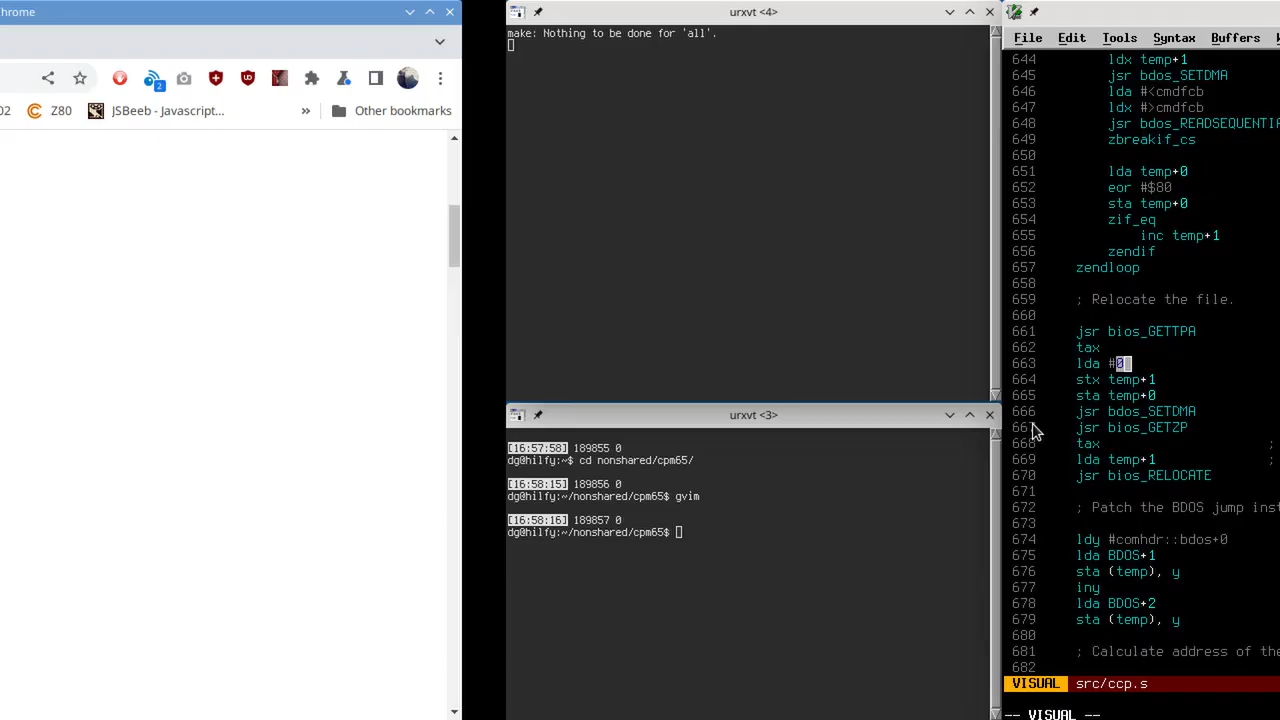 hrome
2
02
Z80
JSBeeb - Javascript...
»
Other bookmarks
urxvt <4>
make: Nothing to be done for 'all'.
urxvt <3>
[16:57:58] 189855 0
dg@hilfy:~$ cd nonshared/cpm65/
[16:58:15] 189856 0
dg@hilfy:~/nonshared/cpm65$ gvim
[16:58:16] 189857 0
dg@hilfy:~/nonshared/cpm65$
File Edit Tools Syntax Buffers
644 ldx temp+1
645 jsr bdos_SETDMA
646 lda #<cmdfcb
647 ldx #>cmdfcb
648 jsr bdos_READSEQUENTIA
649 zbreakif_cs
650
651 lda temp+0
652 eor #$80
653 sta temp+0
654 zif_eq
655 inc temp+1
656 zendif
657 zendloop
658
659 ; Relocate the file.
660
661 jsr bios_GETTPA
662 tax
663 lda #0
664 stx temp+1
665 sta temp+0
666 jsr bdos_SETDMA
667 jsr bios_GETZP
668 tax ;
669 lda temp+1 ;
670 jsr bios_RELOCATE
671
672 ; Patch the BDOS jump inst
673
674 ldy #comhdr::bdos+0
675 lda BDOS+1
676 sta (temp), y
677 iny
678 lda BDOS+2
679 sta (temp), y
680
681 ; Calculate address of the
682
VISUAL src/ccp.s
-- VISUAL --